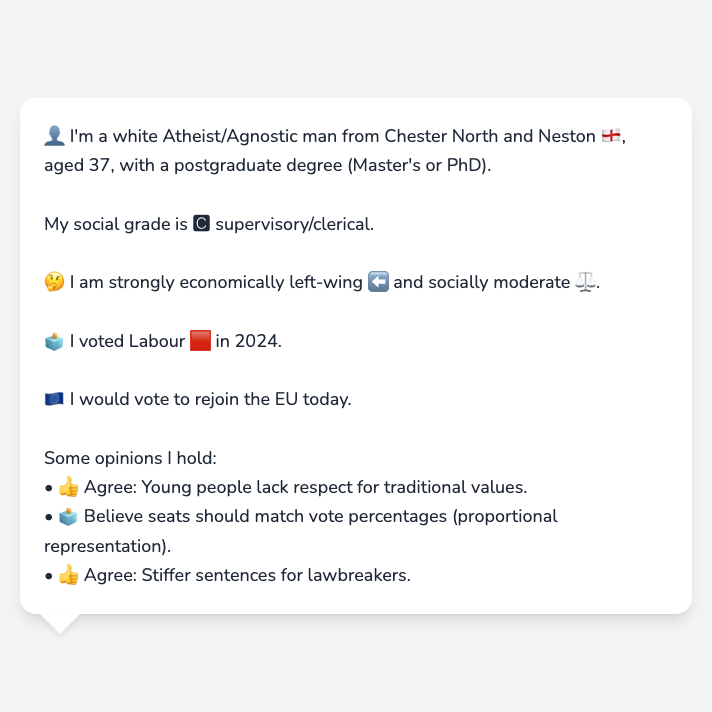 👤 I'm a white Atheist/Agnostic man from Chester North and Neston 🏴󠁧󠁢󠁥󠁮󠁧󠁿,
aged 37, with a postgraduate degree (Master's or PhD).
My social grade is 🅲 supervisory/clerical.
🤔 I am strongly economically left-wing ⬅️ and socially moderate ⚖️.
🗳️ I voted Labour 🟥 in 2024.
🇪🇺 I would vote to rejoin the EU today.
Some opinions I hold:
• 👍 Agree: Young people lack respect for traditional values.
• 🗳️ Believe seats should match vote percentages (proportional
representation).
• 👍 Agree: Stiffer sentences for lawbreakers.